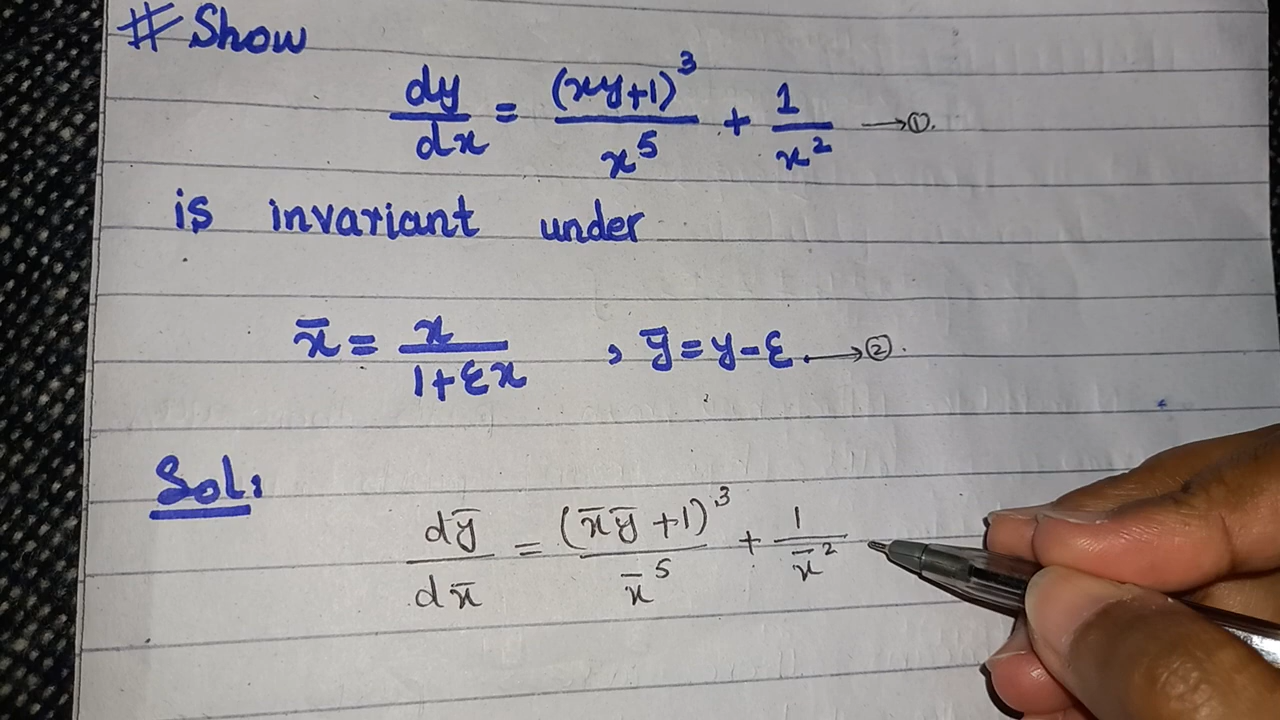 # Show
dy/dx = (xy+1)³/x⁵ + 1/x² → ①.
is invariant under
x̄ = x/(1+εx) , ȳ = y-ε. → ②.
Sol:
dȳ/dx̄ = (x̄ȳ+1)³/x̄⁵ + 1/x̄²